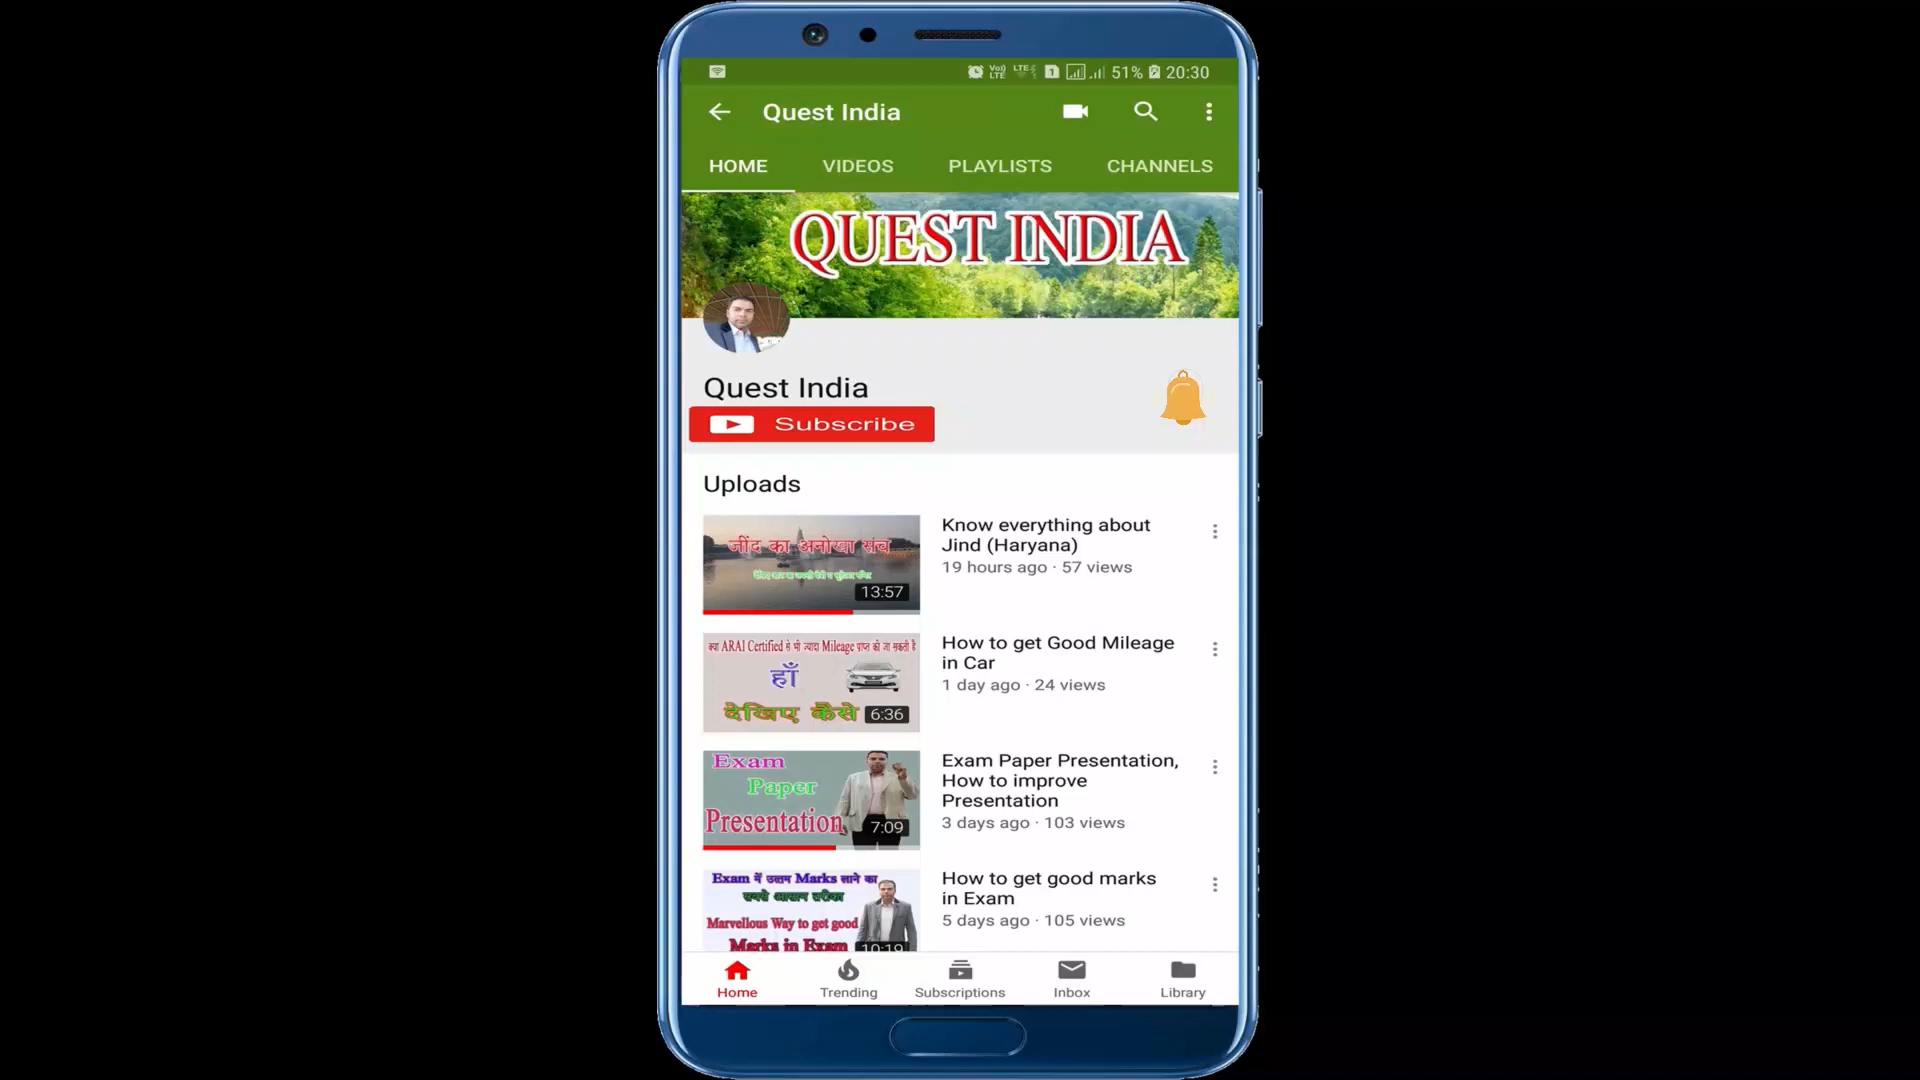 51% 20:30
Quest India
HOME VIDEOS PLAYLISTS CHANNELS
QUEST INDIA
Quest India
Subscribe
Uploads
जींद का अनोखा संच
13:57
Know everything about
Jind (Haryana)
19 hours ago · 57 views
क्या ARAI Certified से भी ज्यादा Mileage प्राप्त की जा सकती है
हाँ
देखिए कैसे
6:36
How to get Good Mileage
in Car
1 day ago · 24 views
Exam
Paper
Presentation
7:09
Exam Paper Presentation,
How to improve
Presentation
3 days ago · 103 views
Exam में उत्तम Marks लाने का
सबसे आसान तरीका
Marvellous Way to get good
Marks in Exam
10:19
How to get good marks
in Exam
5 days ago · 105 views
Home Trending Subscriptions Inbox Library